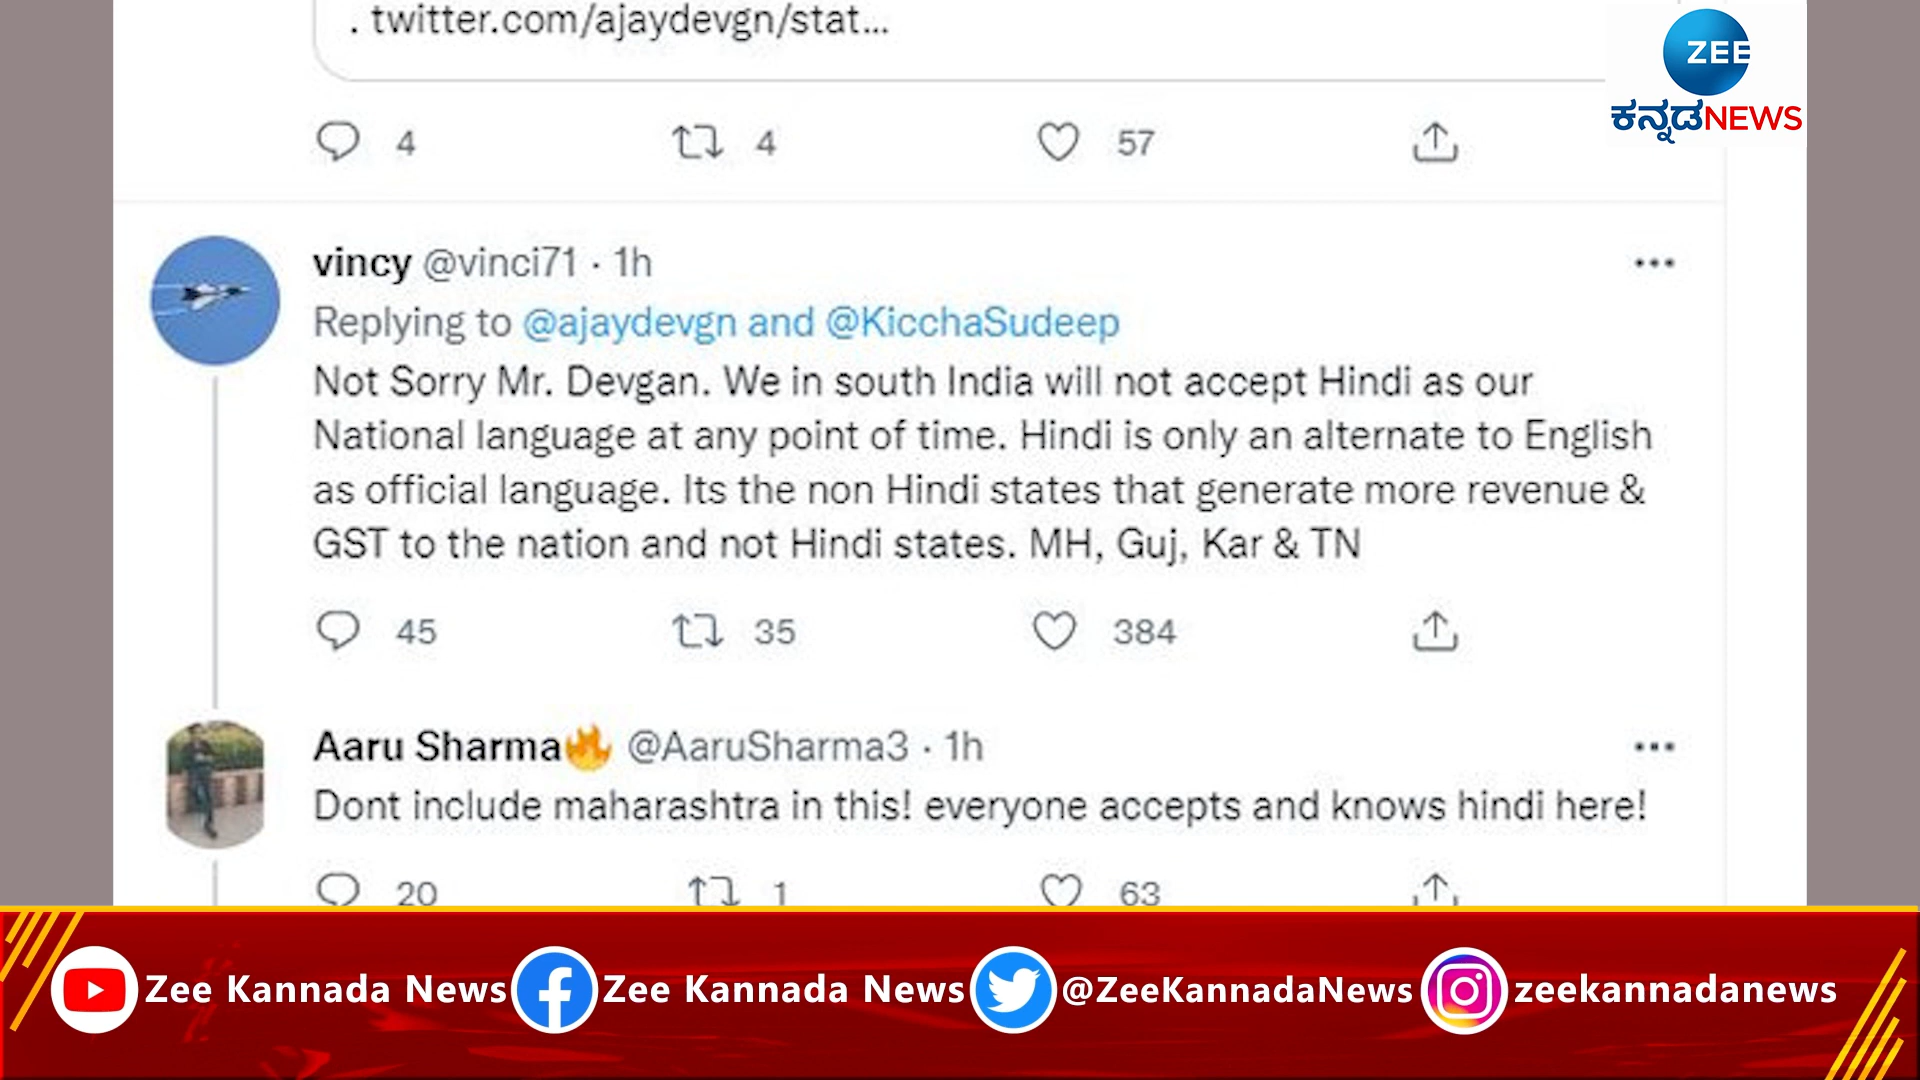 . twitter.com/ajaydevgn/stat...
ZEE
ಕನ್ನಡNEWS
4 4 57
vincy @vinci71 · 1h
Replying to @ajaydevgn and @KicchaSudeep
Not Sorry Mr. Devgan. We in south India will not accept Hindi as our
National language at any point of time. Hindi is only an alternate to English
as official language. Its the non Hindi states that generate more revenue &
GST to the nation and not Hindi states. MH, Guj, Kar & TN
45 35 384
Aaru Sharma🔥 @AaruSharma3 · 1h
Dont include maharashtra in this! everyone accepts and knows hindi here!
20 1 63
Zee Kannada News Zee Kannada News @ZeeKannadaNews zeekannadanews